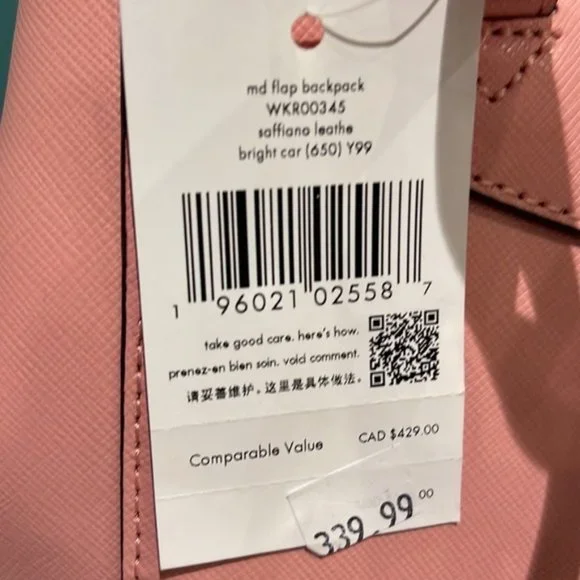 md flap backpack
WKR00345
saffiano leathe
bright car (650) Y99
1 96021 02558 7
take good care. here's how.
prenez-en bien soin. voici comment.
请妥善维护。这里是具体做法。
Comparable Value CAD $429.00
339.99 00